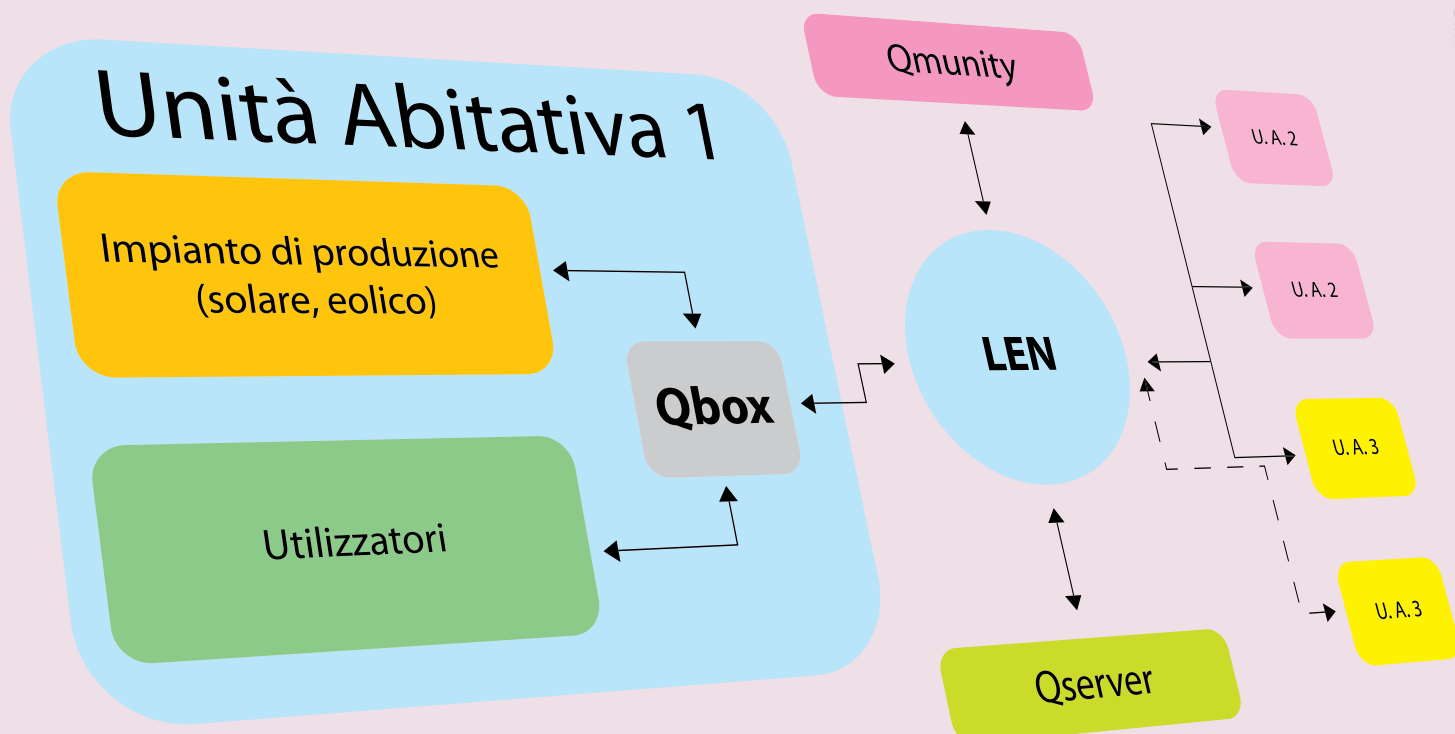 Unità Abitativa 1
Impianto di produzione
(solare, eolico)
Qbox
Utilizzatori
Qmunity
LEN
Qserver
U. A. 2
U. A. 2
U. A. 3
U. A. 3